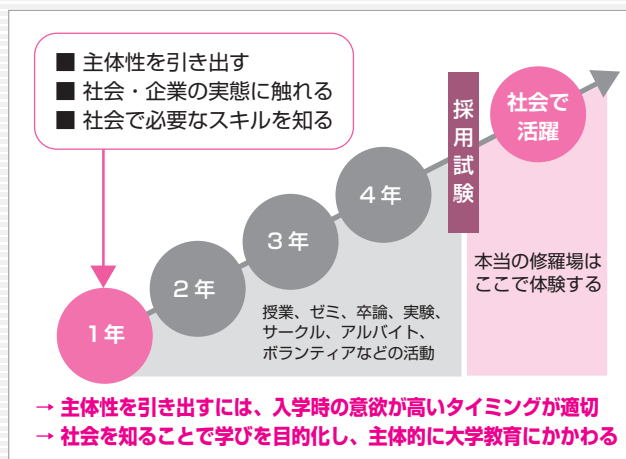 ■ 主体性を引き出す
■ 社会・企業の実態に触れる
■ 社会で必要なスキルを知る
採用試験
社会で
活躍
4年
3年
2年
1年
授業、ゼミ、卒論、実験、
サークル、アルバイト、
ボランティアなどの活動
本当の修羅場は
ここで体験する
→ 主体性を引き出すには、入学時の意欲が高いタイミングが適切
→ 社会を知ることで学びを目的化し、主体的に大学教育にかかわる